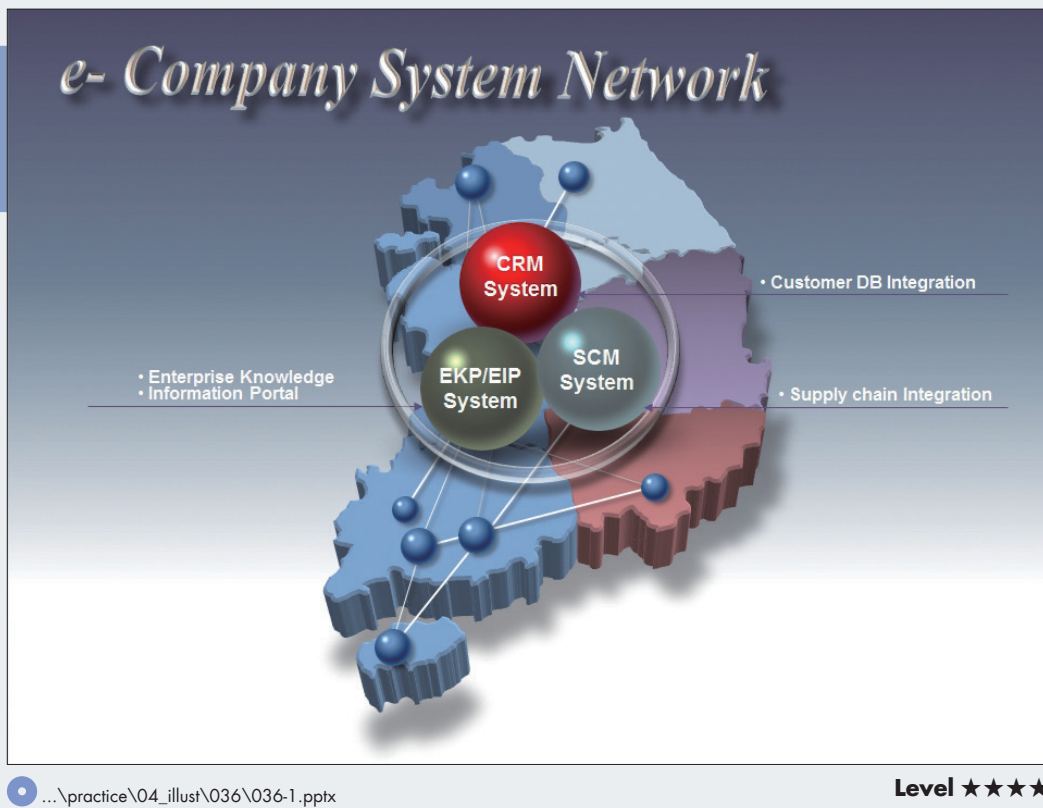 e- Company System Network
CRM
System
• Customer DB Integration
SCM
System
EKP/EIP
System
• Enterprise Knowledge
• Information Portal
• Supply chain Integration
...\practice\04_illust\036\036-1.pptx
Level ★★★★